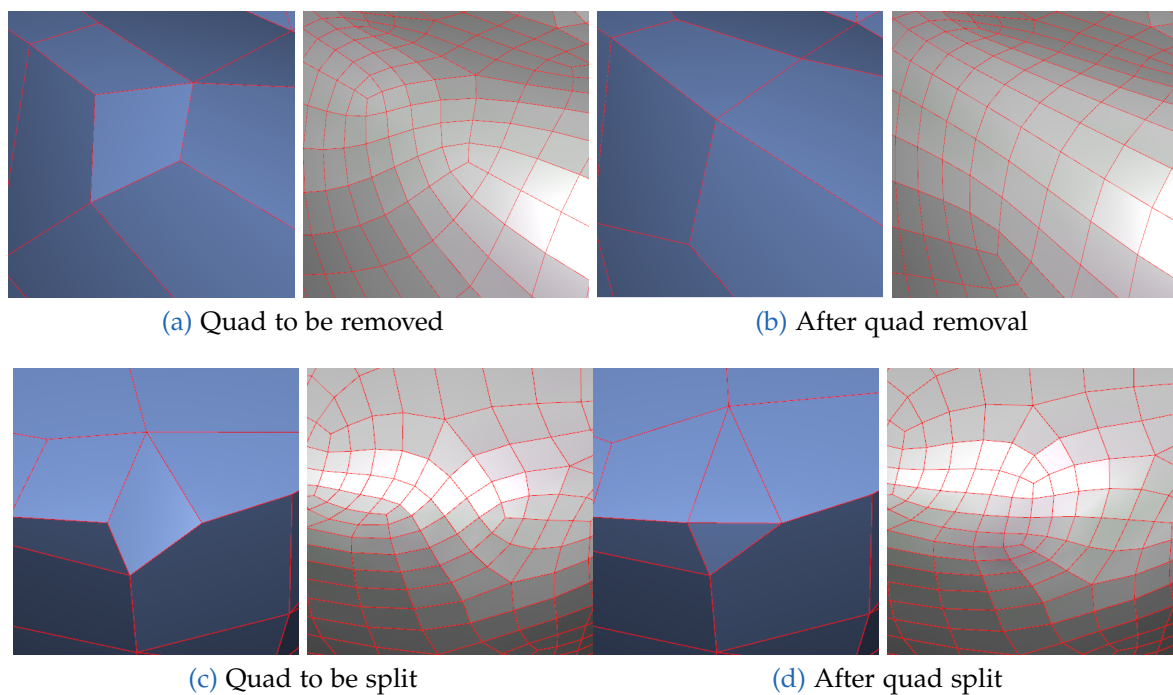 (a) Quad to be removed
(b) After quad removal
(c) Quad to be split
(d) After quad split